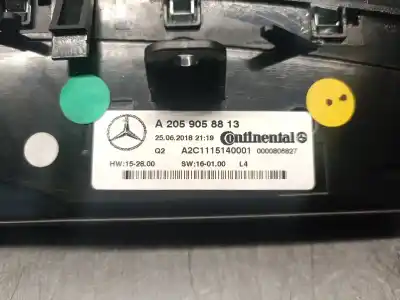 A 205 905 88 13
25.06.2018 21:19 Continental
Q2 A2C1115140001 0000806827
HW:15-26.00 SW:16-01.00 L4